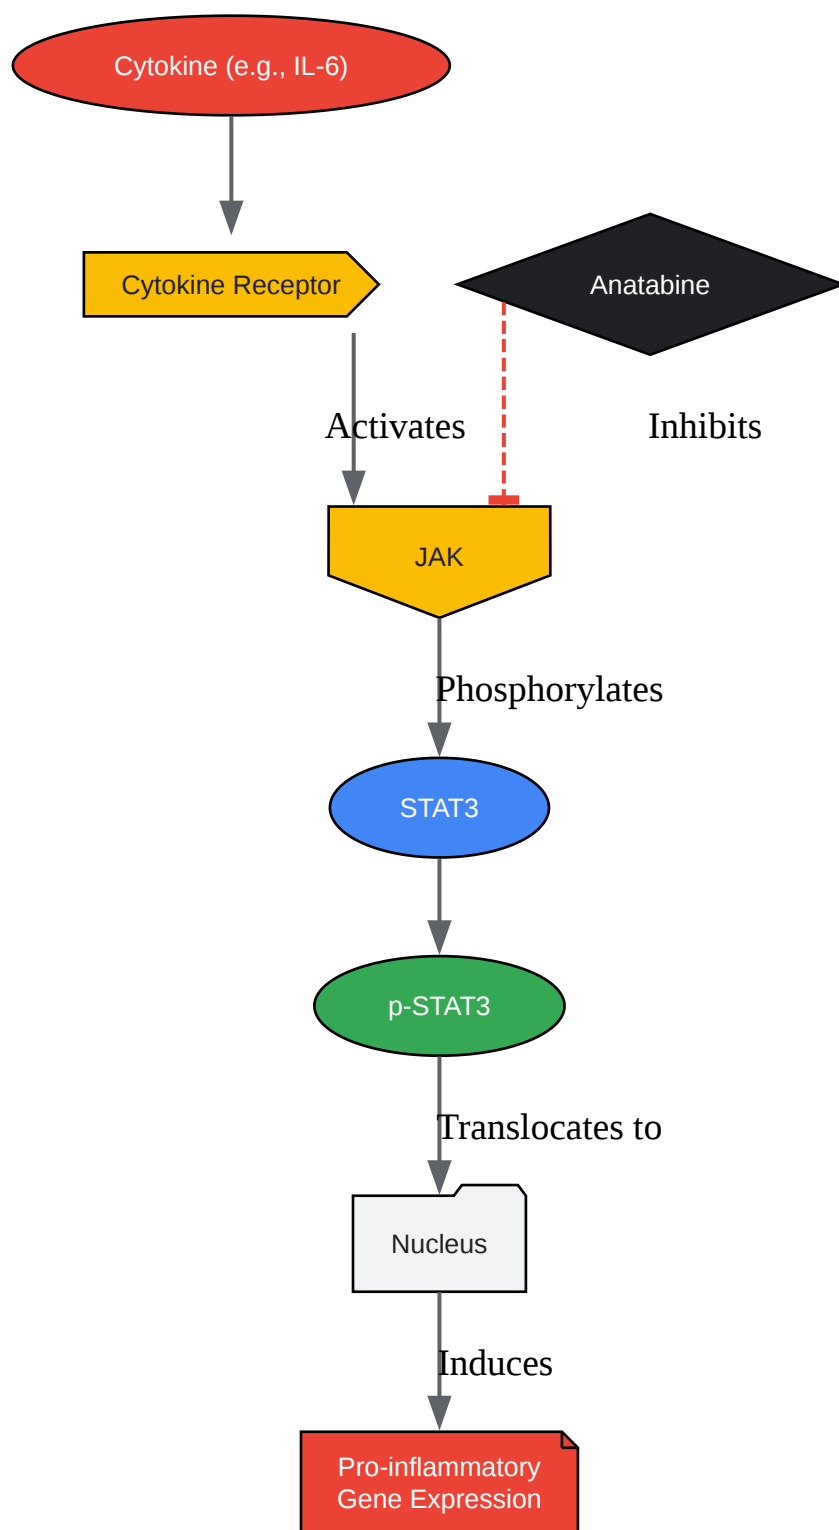 Cytokine (e.g., IL-6)
Cytokine Receptor
Anatabine
Activates
Inhibits
JAK
Phosphorylates
STAT3
p-STAT3
Translocates to
Nucleus
Induces
Pro-inflammatory
Gene Expression